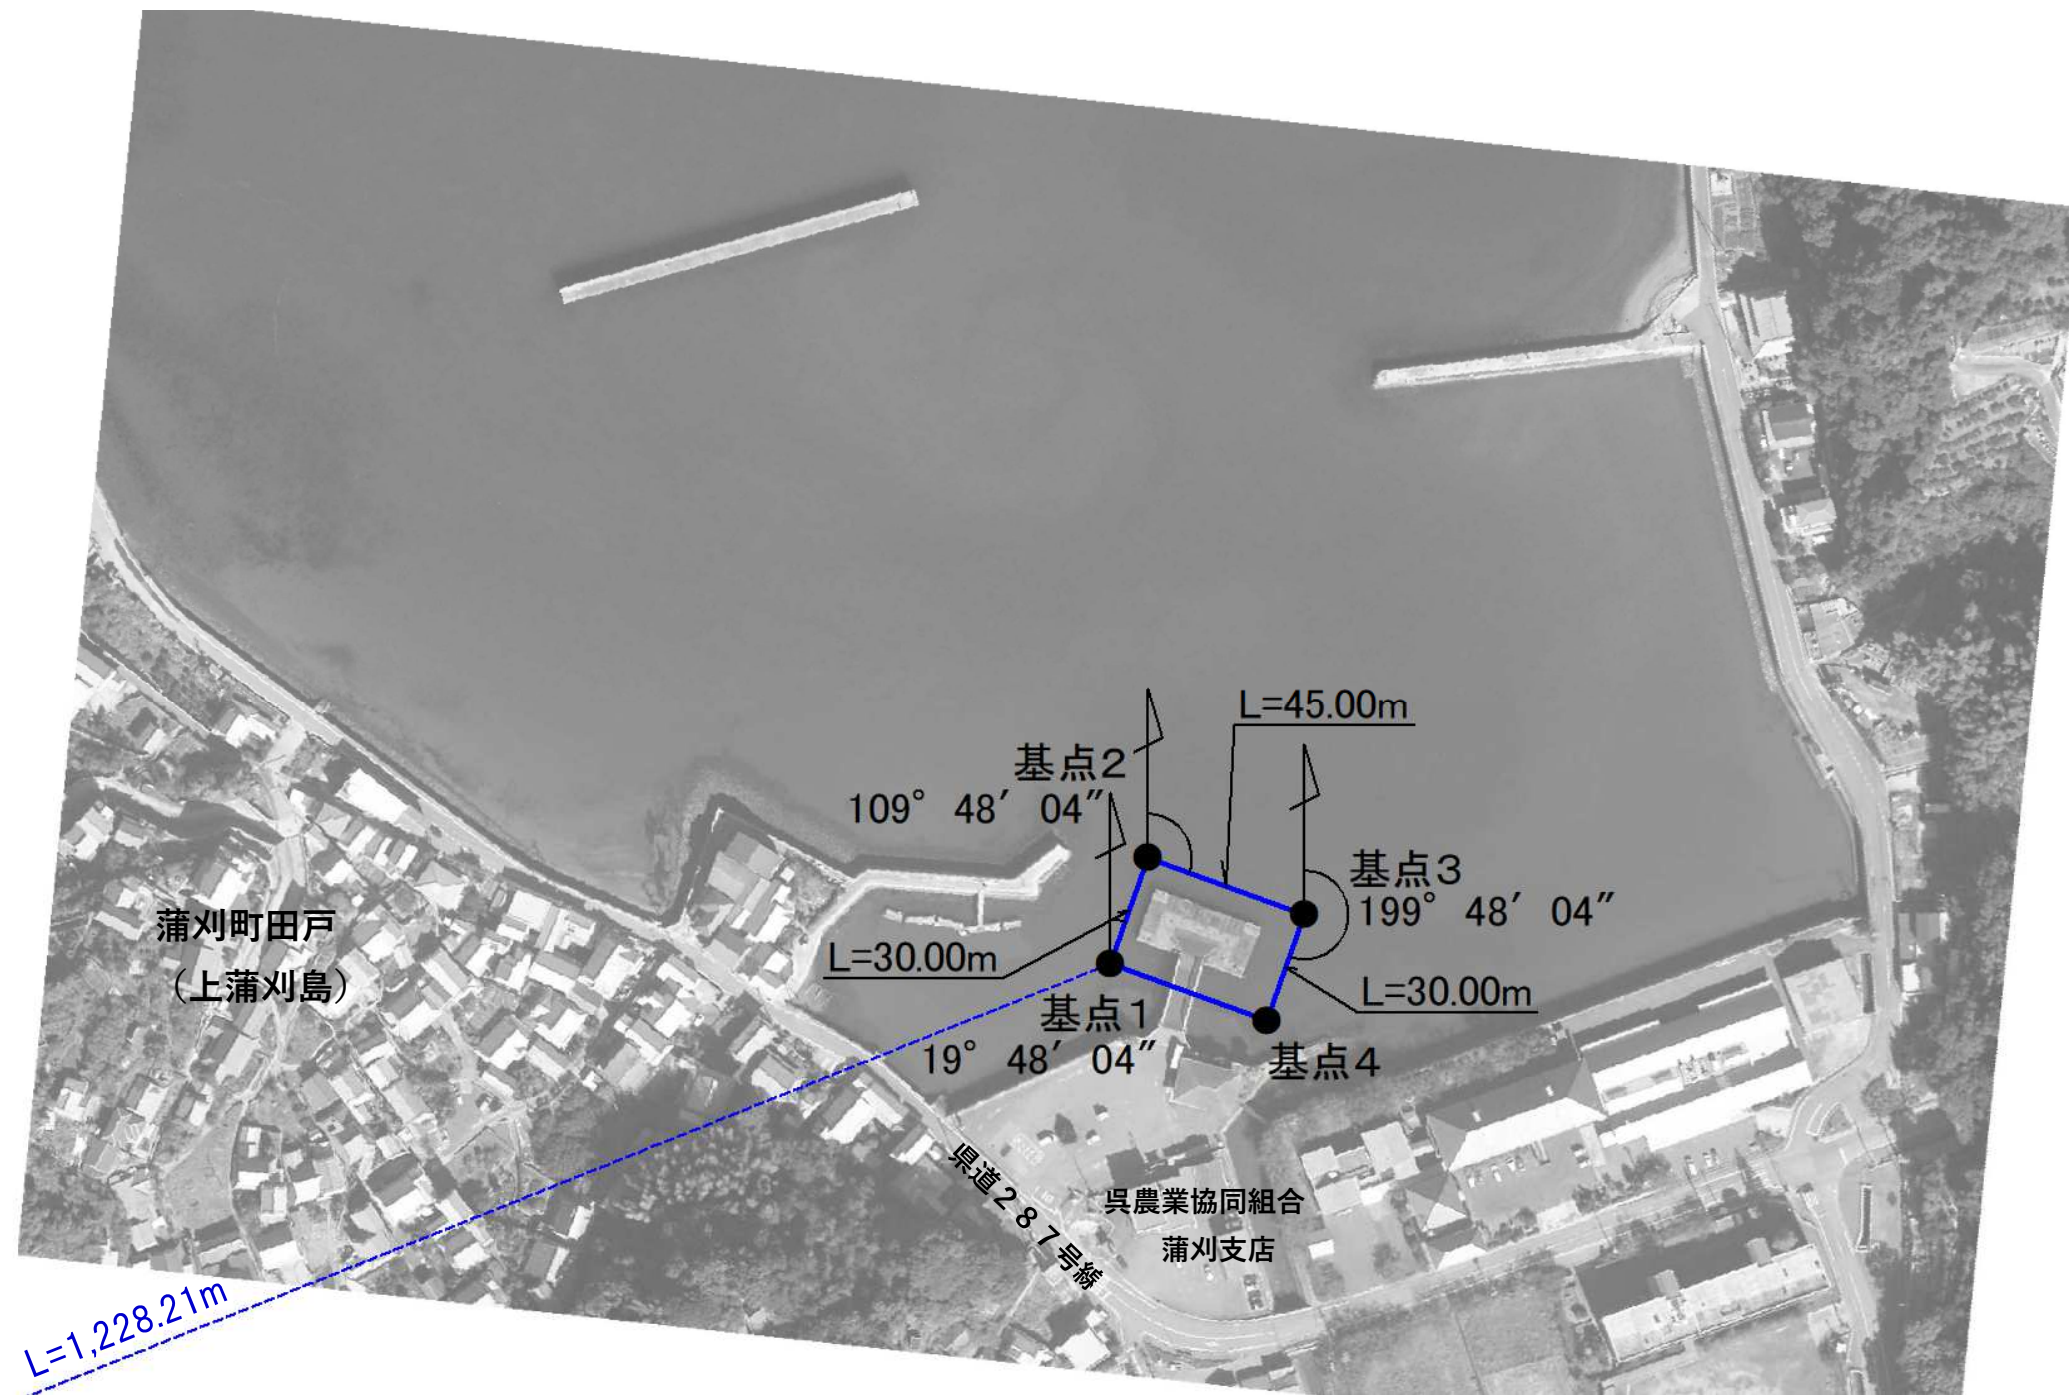 L=45.00m
基点2
109° 48′ 04″
基点3
199° 48′ 04″
蒲刈町田戸
（上蒲刈島）
L=30.00m
L=30.00m
基点1
19° 48′ 04″
基点4
県道２８７号線
呉農業協同組合
蒲刈支店
L=1,228.21m